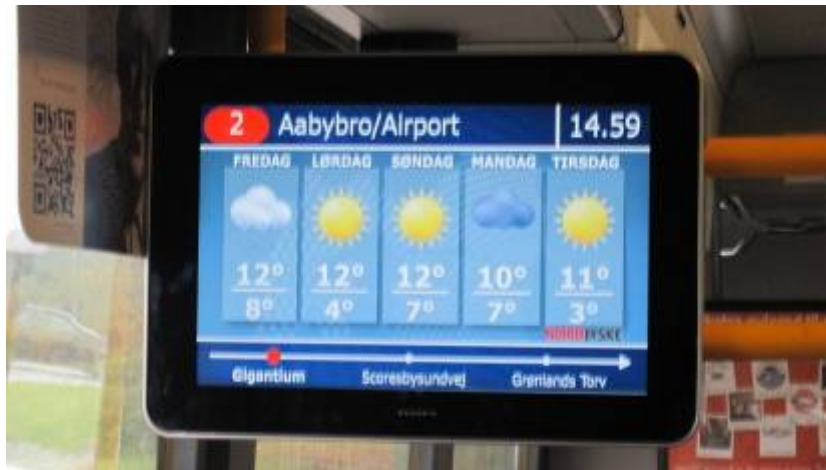 2 Aabybro/Airport 14.59
FREDAG LØRDAG SØNDAG MANDAG TIRSDAG
12° 12° 12° 10° 11°
8° 4° 7° 7° 3°
NORDJYSKE
Gigantium Scoresbysundvej Grønlands Torv